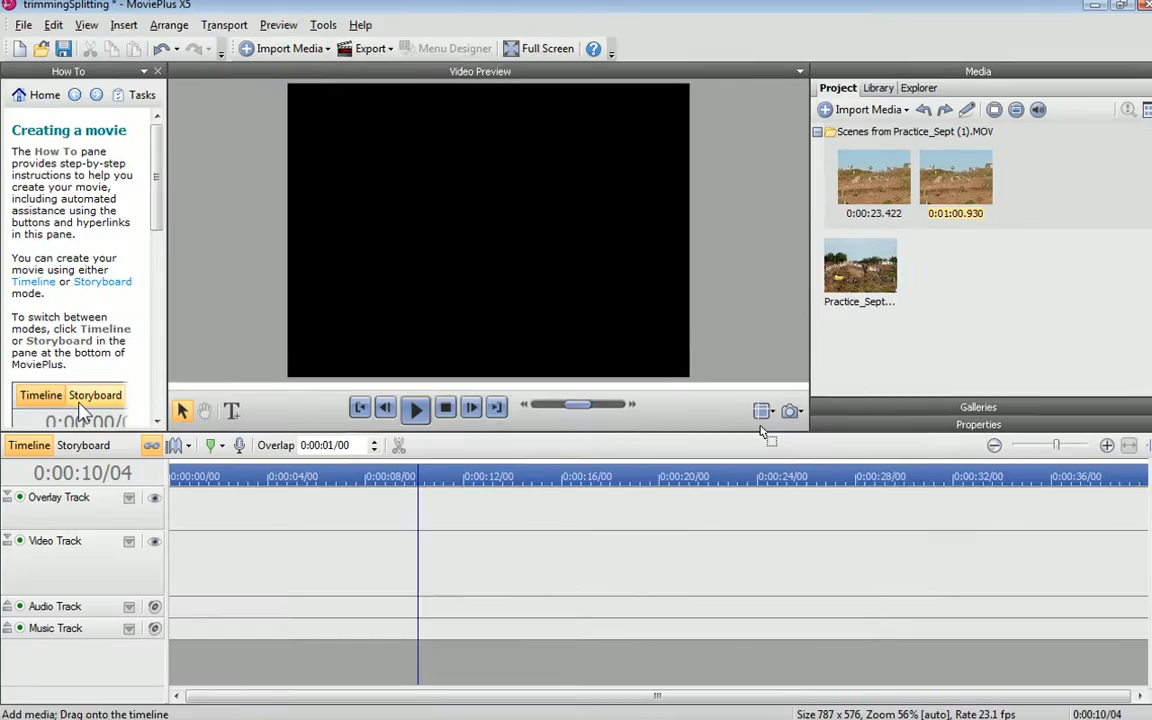 trimmingSplitting * - MoviePlus X5
File Edit View Insert Arrange Transport Preview Tools Help
Import Media Export Menu Designer Full Screen
How To
Video Preview
Media
Home Tasks
Project Library Explorer
Import Media
Creating a movie
Scenes from Practice_Sept (1).MOV
The How To pane
provides step-by-step
instructions to help you
create your movie,
including automated
assistance using the
buttons and hyperlinks
in this pane.
0:00:23.422
0:01:00.930
You can create your
movie using either
Timeline or Storyboard
mode.
Practice_Sept...
To switch between
modes, click Timeline
or Storyboard in the
pane at the bottom of
MoviePlus.
Timeline Storyboard
Galleries
Properties
Timeline Storyboard Overlap 0:00:01/00
0:00:10/04
0:00:00/00 0:00:04/00 0:00:08/00 0:00:12/00 0:00:16/00 0:00:20/00 0:00:24/00 0:00:28/00 0:00:32/00 0:00:36/00
Overlay Track
Video Track
Audio Track
Music Track
Add media; Drag onto the timeline
Size 787 x 576, Zoom 56% [auto], Rate 23.1 fps
0:00:10/04